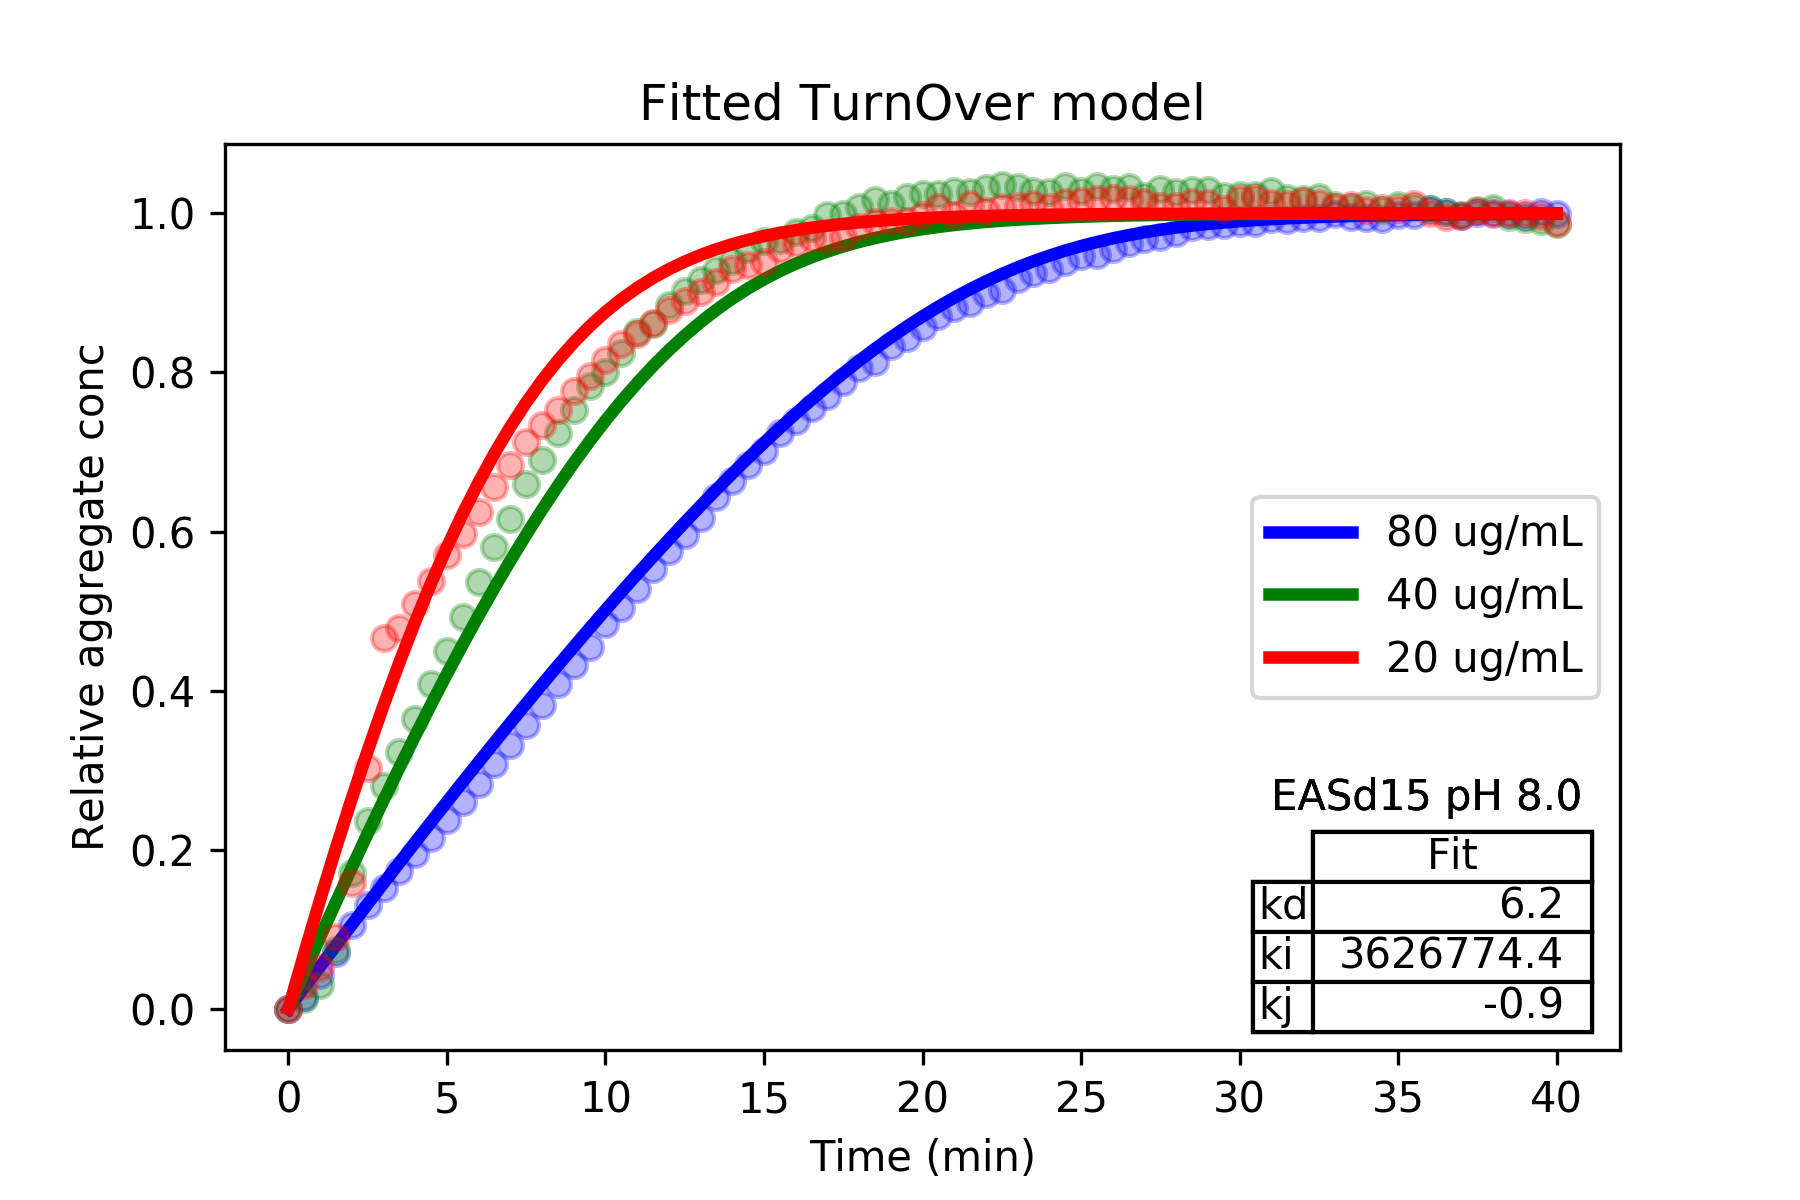 Fitted TurnOver model
Relative aggregate conc
1.0
0.8
0.6
0.4
0.2
0.0
80 ug/mL
40 ug/mL
20 ug/mL
EASd15 pH 8.0
Fit
kd 6.2
ki 3626774.4
kj -0.9
0 5 10 15 20 25 30 35 40
Time (min)